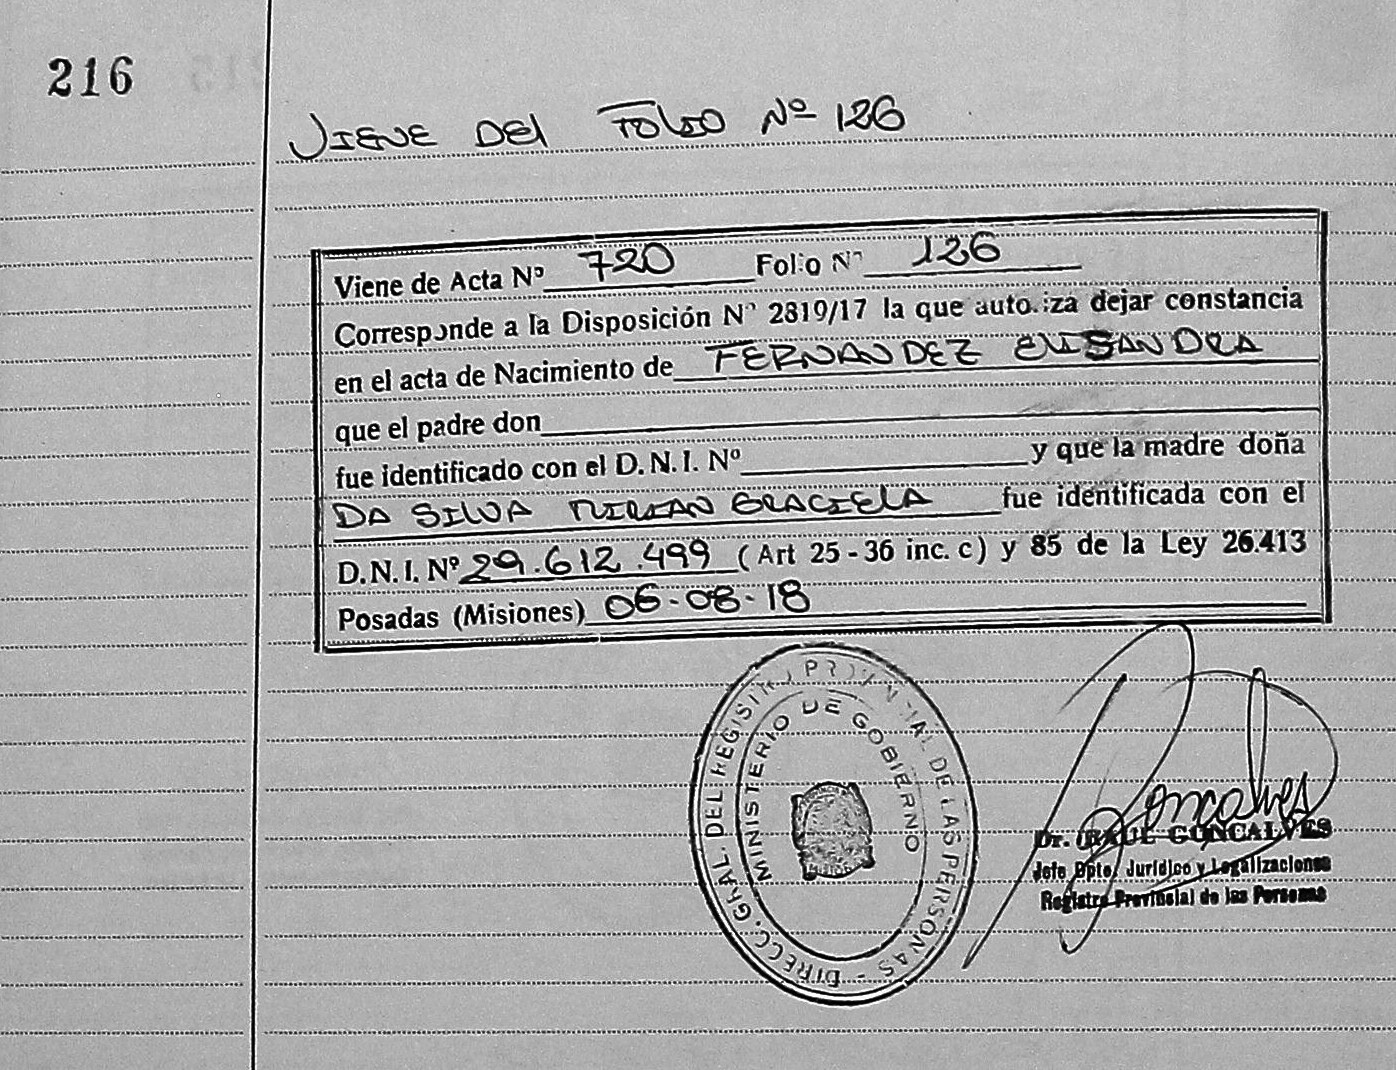 216
VIENE DEL FOLIO Nº 126
Viene de Acta Nº 720 Folio Nº 126
Corresponde a la Disposición Nº 2819/17 la que autoriza dejar constancia
en el acta de Nacimiento de FERNANDEZ ELISANDRA
que el padre don
fue identificado con el D.N.I. Nº y que la madre doña
DA SILVA MIRIAN GRACIELA fue identificada con el
D.N.I. Nº 29.612.499 (Art 25 - 36 inc. c) y 85 de la Ley 26.413
Posadas (Misiones) 06-08-18
DIRECC. GRAL. DEL REGISTRO PROVINCIAL DE LAS PERSONAS -
MINISTERIO DE GOBIERNO
Goncalves
Dr. RAUL GONCALVES
Jefe Dpto. Jurídico y Legalizaciones
Registro Provincial de las Personas